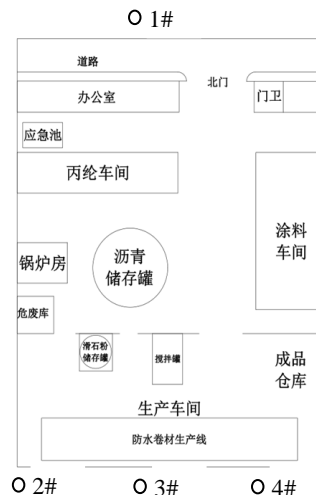 1#
道路
北门
办公室
门卫
应急池
丙纶车间
涂料
车间
沥青
储存罐
锅炉房
危废库
滑石粉
储存罐
搅拌罐
成品
仓库
生产车间
防水卷材生产线
2#
3#
4#